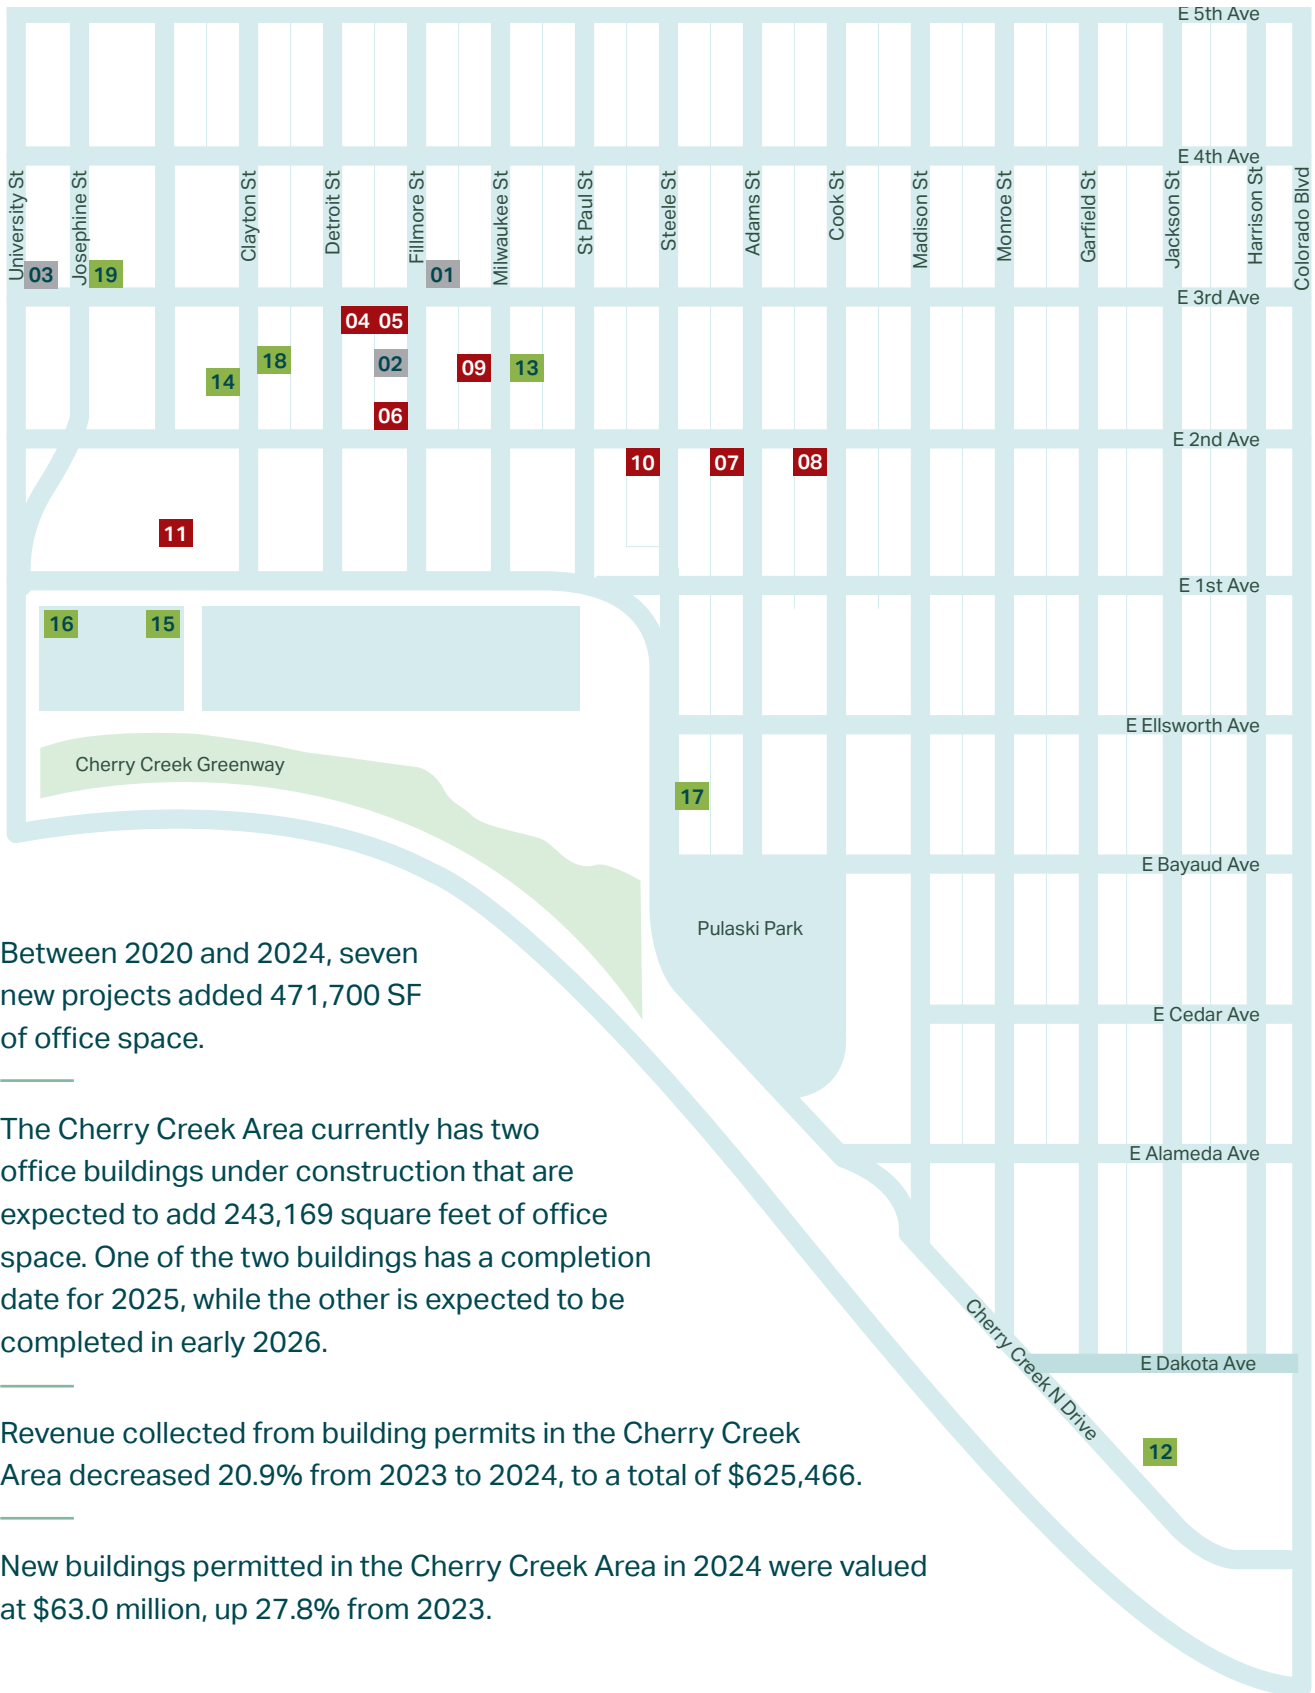 E 5th Ave
E 4th Ave
University St
Josephine St
Clayton St
Detroit St
Fillmore St
Milwaukee St
St Paul St
Steele St
Adams St
Cook St
Madison St
Monroe St
Garfield St
Jackson St
Harrison St
Colorado Blvd
03
19
01
E 3rd Ave
04 05
02
18
14
09
13
06
E 2nd Ave
10
07
08
11
E 1st Ave
16
15
E Ellsworth Ave
Cherry Creek Greenway
17
E Bayaud Ave
Pulaski Park
Between 2020 and 2024, seven
new projects added 471,700 SF
of office space.
E Cedar Ave
The Cherry Creek Area currently has two
office buildings under construction that are
expected to add 243,169 square feet of office
space. One of the two buildings has a completion
date for 2025, while the other is expected to be
completed in early 2026.
E Alameda Ave
Cherry Creek N Drive
E Dakota Ave
12
Revenue collected from building permits in the Cherry Creek
Area decreased 20.9% from 2023 to 2024, to a total of $625,466.
New buildings permitted in the Cherry Creek Area in 2024 were valued
at $63.0 million, up 27.8% from 2023.